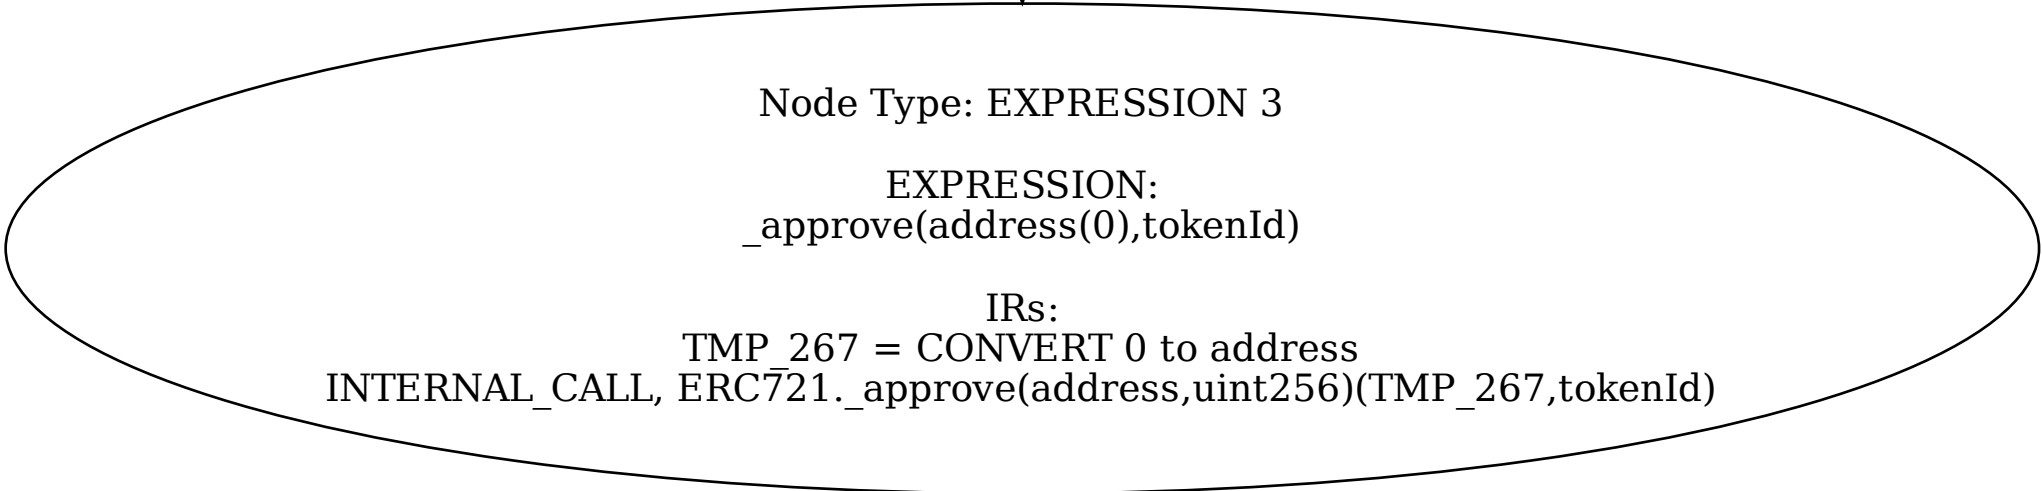 Node Type: EXPRESSION 3
EXPRESSION:
_approve(address(0),tokenId)
IRs:
TMP_267 = CONVERT 0 to address
INTERNAL_CALL, ERC721._approve(address,uint256)(TMP_267,tokenId)